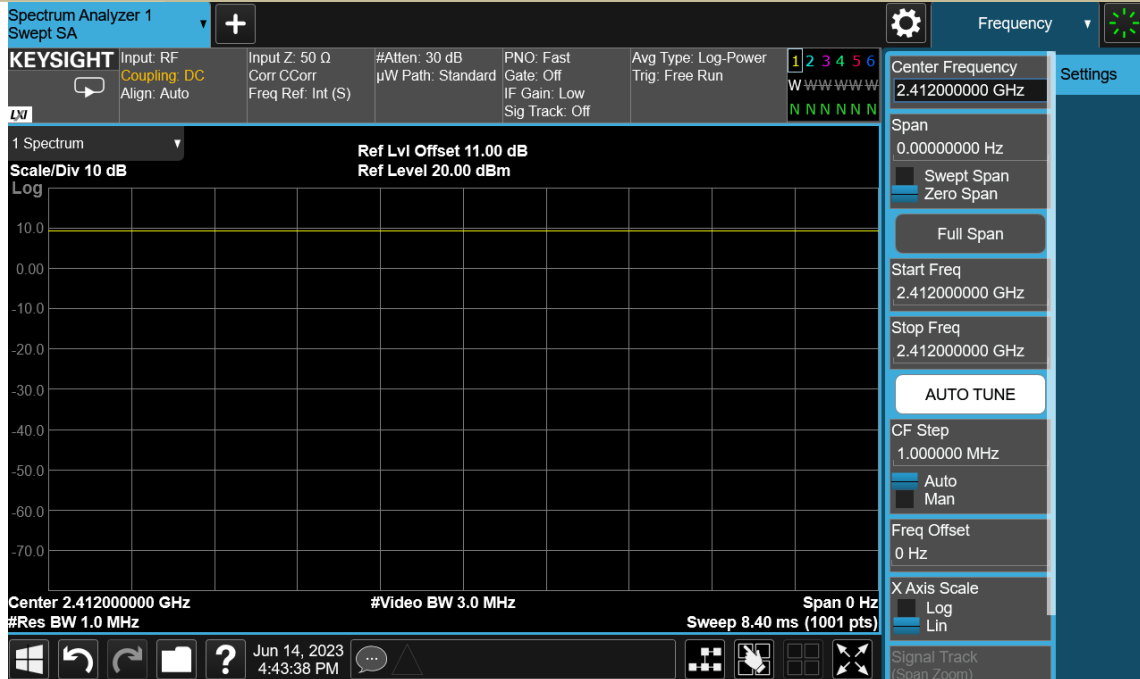 Spectrum Analyzer 1
Swept SA
Frequency
KEYSIGHT
LXI
Input: RF
Coupling: DC
Align: Auto
Input Z: 50 Ω
Corr CCorr
Freq Ref: Int (S)
#Atten: 30 dB
µW Path: Standard
PNO: Fast
Gate: Off
IF Gain: Low
Sig Track: Off
Avg Type: Log-Power
Trig: Free Run
1 2 3 4 5 6
W W W W W W
N N N N N N
1 Spectrum
Scale/Div 10 dB
Ref Lvl Offset 11.00 dB
Ref Level 20.00 dBm
Log
10.0
0.00
-10.0
-20.0
-30.0
-40.0
-50.0
-60.0
-70.0
Center 2.412000000 GHz
#Video BW 3.0 MHz
Span 0 Hz
#Res BW 1.0 MHz
Sweep 8.40 ms (1001 pts)
Center Frequency
2.412000000 GHz
Settings
Span
0.00000000 Hz
Swept Span
Zero Span
Full Span
Start Freq
2.412000000 GHz
Stop Freq
2.412000000 GHz
AUTO TUNE
CF Step
1.000000 MHz
Auto
Man
Freq Offset
0 Hz
X Axis Scale
Log
Lin
Signal Track
(Span Zoom)
?
Jun 14, 2023
4:43:38 PM